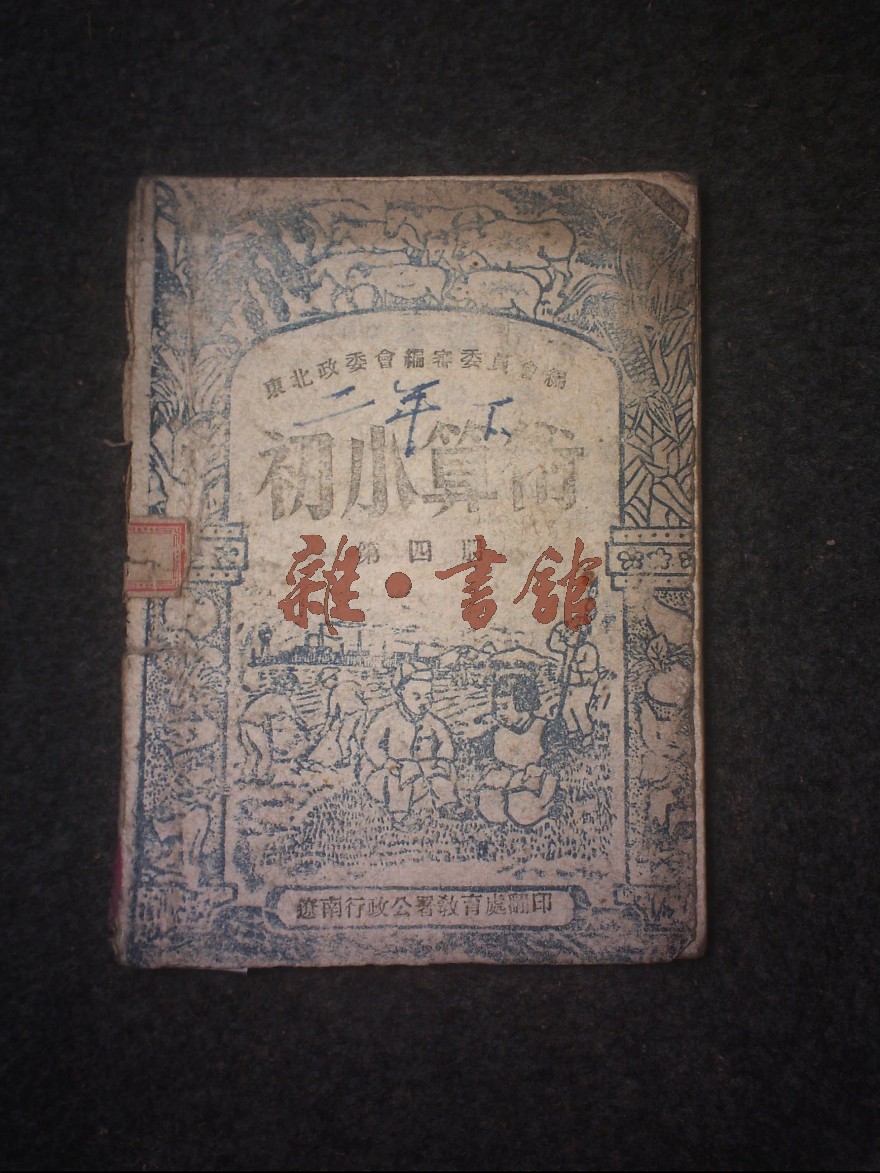 東北政委會編審委員會編
二年 下
初小算術
第四冊
雜·書館
遼南行政公署教育處翻印